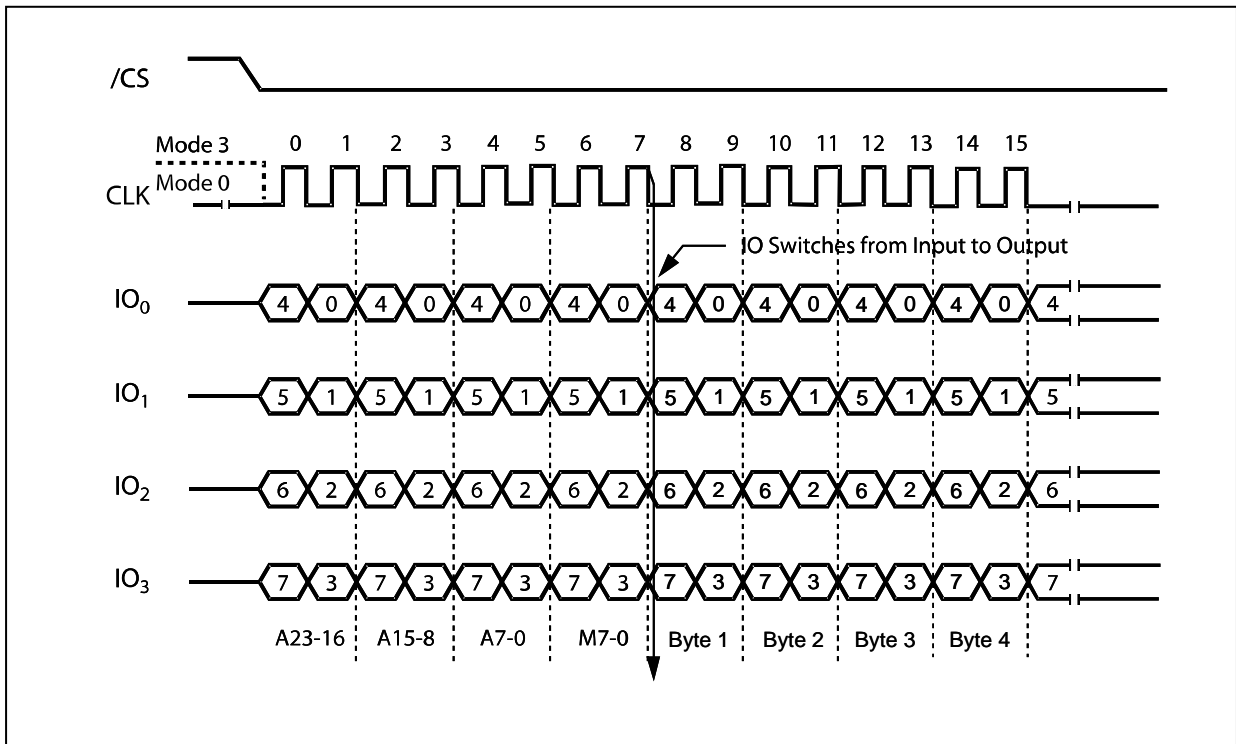 /CS
Mode 3
0 1 2 3 4 5 6 7 8 9 10 11 12 13 14 15
Mode 0
CLK
IO Switches from Input to Output
IO0 4 0 4 0 4 0 4 0 4 0 4 0 4 0 4 0 4
IO1 5 1 5 1 5 1 5 1 5 1 5 1 5 1 5 1 5
IO2 6 2 6 2 6 2 6 2 6 2 6 2 6 2 6 2 6
IO3 7 3 7 3 7 3 7 3 7 3 7 3 7 3 7 3 7
A23-16 A15-8 A7-0 M7-0 Byte 1 Byte 2 Byte 3 Byte 4